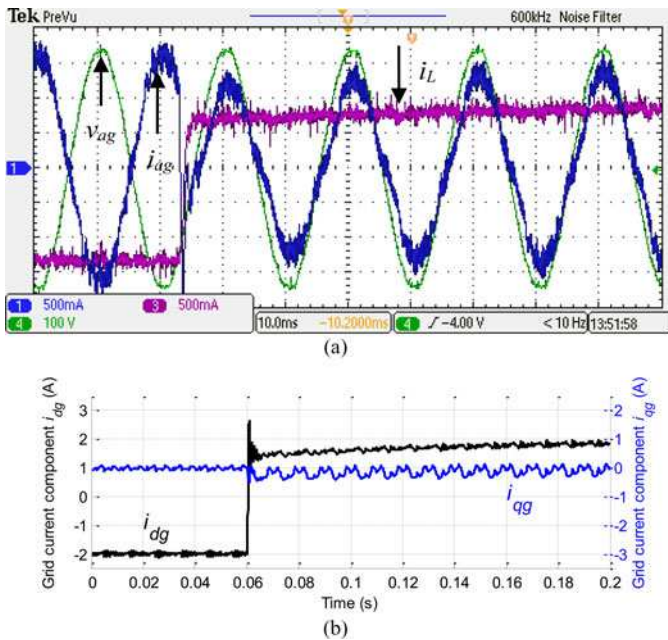 Tek PreVu 600kHz Noise Filter
v_ag
i_ag
i_L
1
1 500mA 3 500mA
4 100 V
10.0ms -10.2000ms 4 ∫ -4.00 V < 10 Hz 13:51:58
(a)
Grid current component i_dg (A)
Grid current component i_qg (A)
3 2
2 1
1 0
0 -1
-1 -2
-2 -3
i_dg
i_qg
0 0.02 0.04 0.06 0.08 0.1 0.12 0.14 0.16 0.18 0.2
Time (s)
(b)